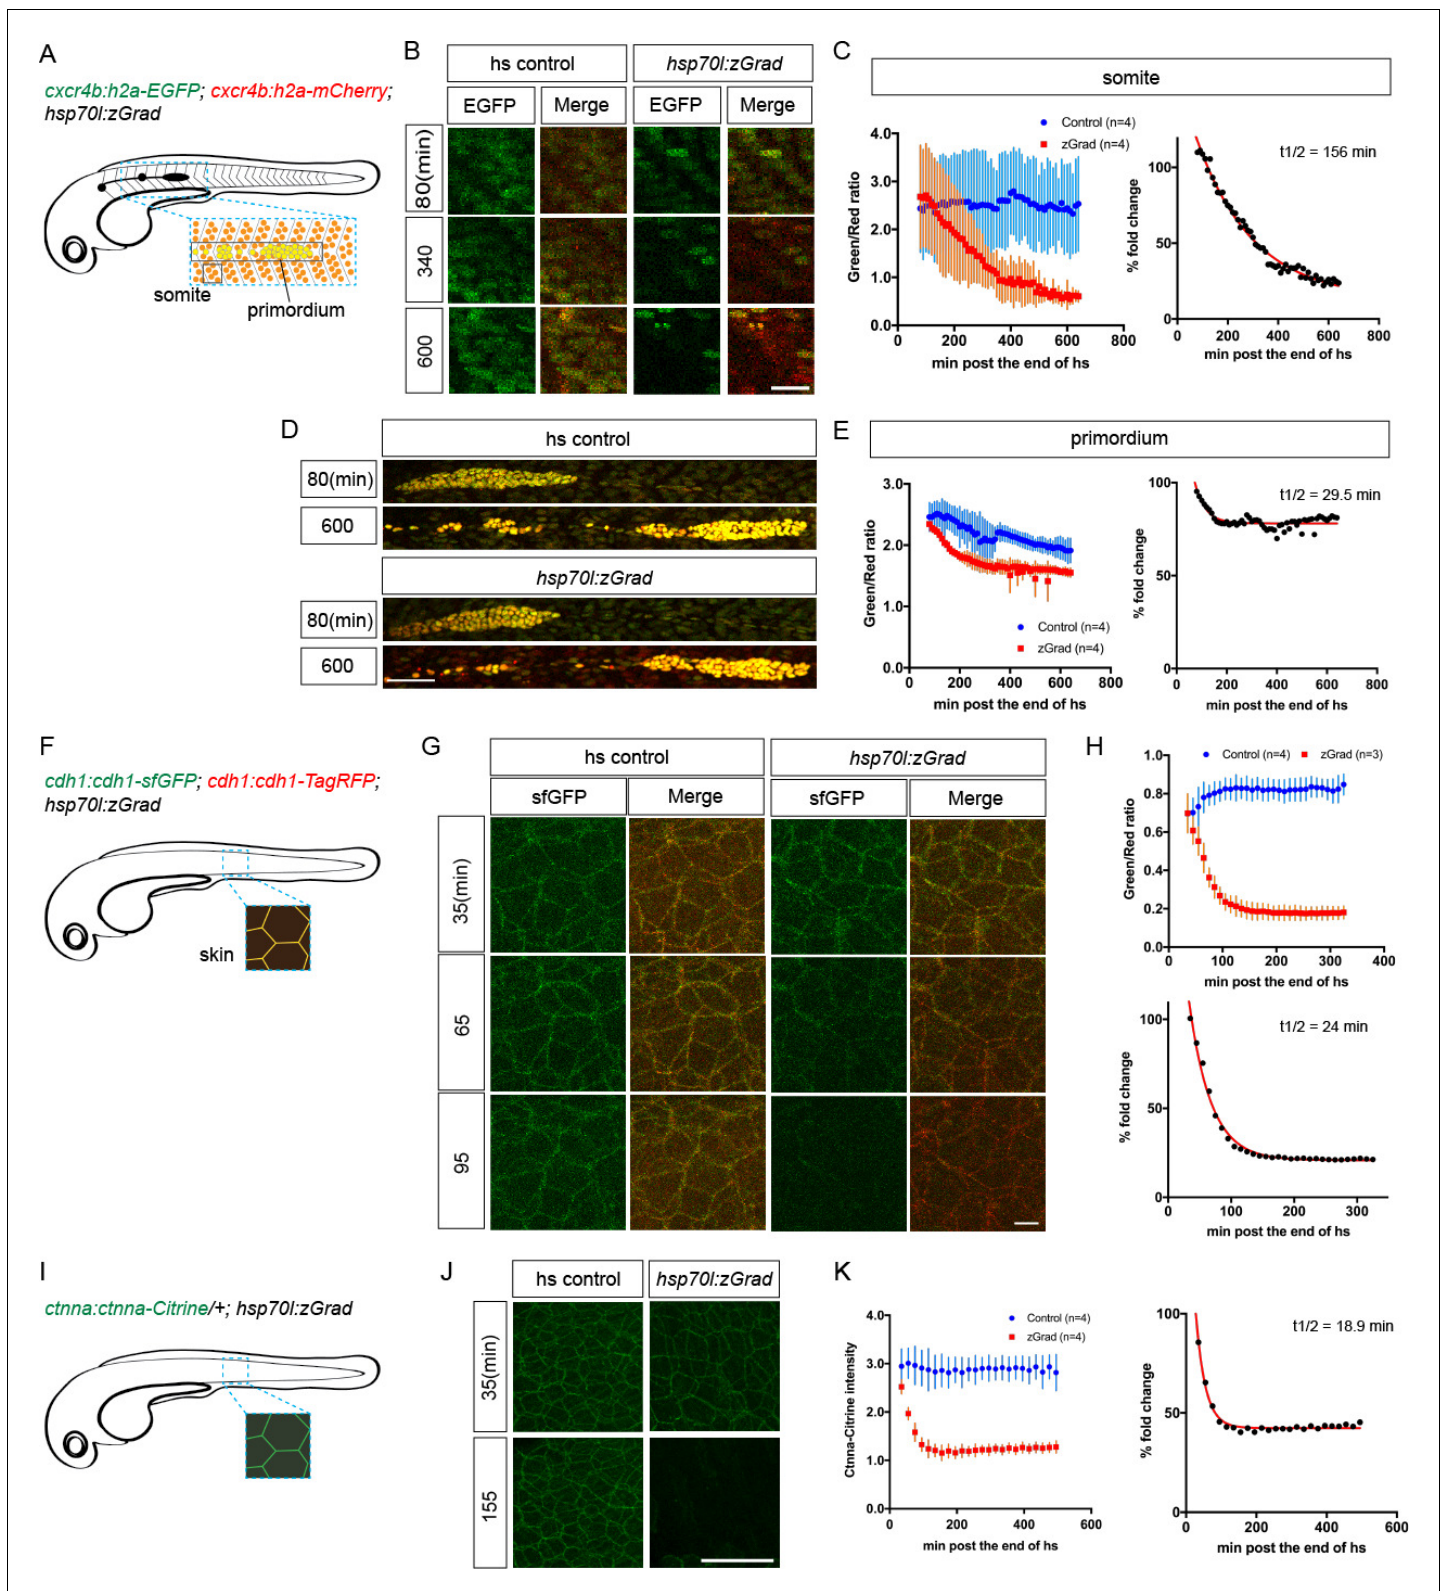 A
cxcr4b:h2a-EGFP; cxcr4b:h2a-mCherry;
hsp70l:zGrad
somite
primordium
B
hs control
hsp70l:zGrad
EGFP
Merge
EGFP
Merge
80(min)
340
600
C
somite
Control (n=4)
zGrad (n=4)
Green/Red ratio
4.0
3.0
2.0
1.0
0.0
0
200
400
600
800
min post the end of hs
t1/2 = 156 min
% fold change
100
50
0
0
200
400
600
800
min post the end of hs
D
hs control
80(min)
600
hsp70l:zGrad
80(min)
600
E
primordium
Green/Red ratio
3.0
2.0
1.0
0.0
Control (n=4)
zGrad (n=4)
0
200
400
600
800
min post the end of hs
t1/2 = 29.5 min
% fold change
100
50
0
0
200
400
600
800
min post the end of hs
F
cdh1:cdh1-sfGFP; cdh1:cdh1-TagRFP;
hsp70l:zGrad
skin
G
hs control
hsp70l:zGrad
sfGFP
Merge
sfGFP
Merge
35(min)
65
95
H
Control (n=4)
zGrad (n=3)
Green/Red ratio
1.0
0.8
0.6
0.4
0.2
0.0
0
100
200
300
400
min post the end of hs
t1/2 = 24 min
% fold change
100
50
0
0
100
200
300
min post the end of hs
I
ctnna:ctnna-Citrine/+; hsp70l:zGrad
J
hs control
hsp70l:zGrad
35(min)
155
K
Control (n=4)
zGrad (n=4)
Ctnna-Citrine intensity
4.0
3.0
2.0
1.0
0.0
0
200
400
600
min post the end of hs
t1/2 = 18.9 min
% fold change
100
50
0
0
200
400
600
min post the end of hs